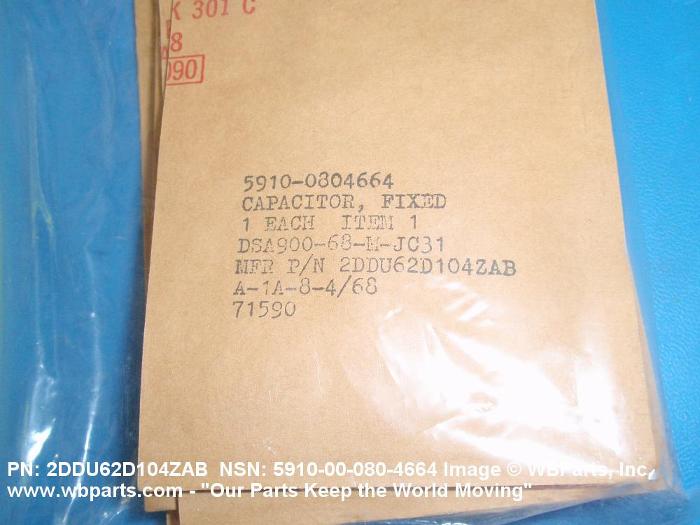 K 301 C
8
090
5910-0804664
CAPACITOR, FIXED
1 EACH ITEM 1
DSA900-68-M-JC31
MFR P/N 2DDU62D104ZAB
A-1A-8-4/68
71590
PN: 2DDU62D104ZAB NSN: 5910-00-080-4664 Image © WBParts, Inc.
www.wbparts.com - "Our Parts Keep the World Moving"